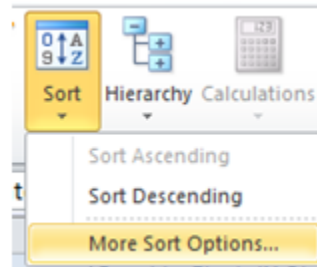 Sort Hierarchy Calculations
Sort Ascending
Sort Descending
More Sort Options...